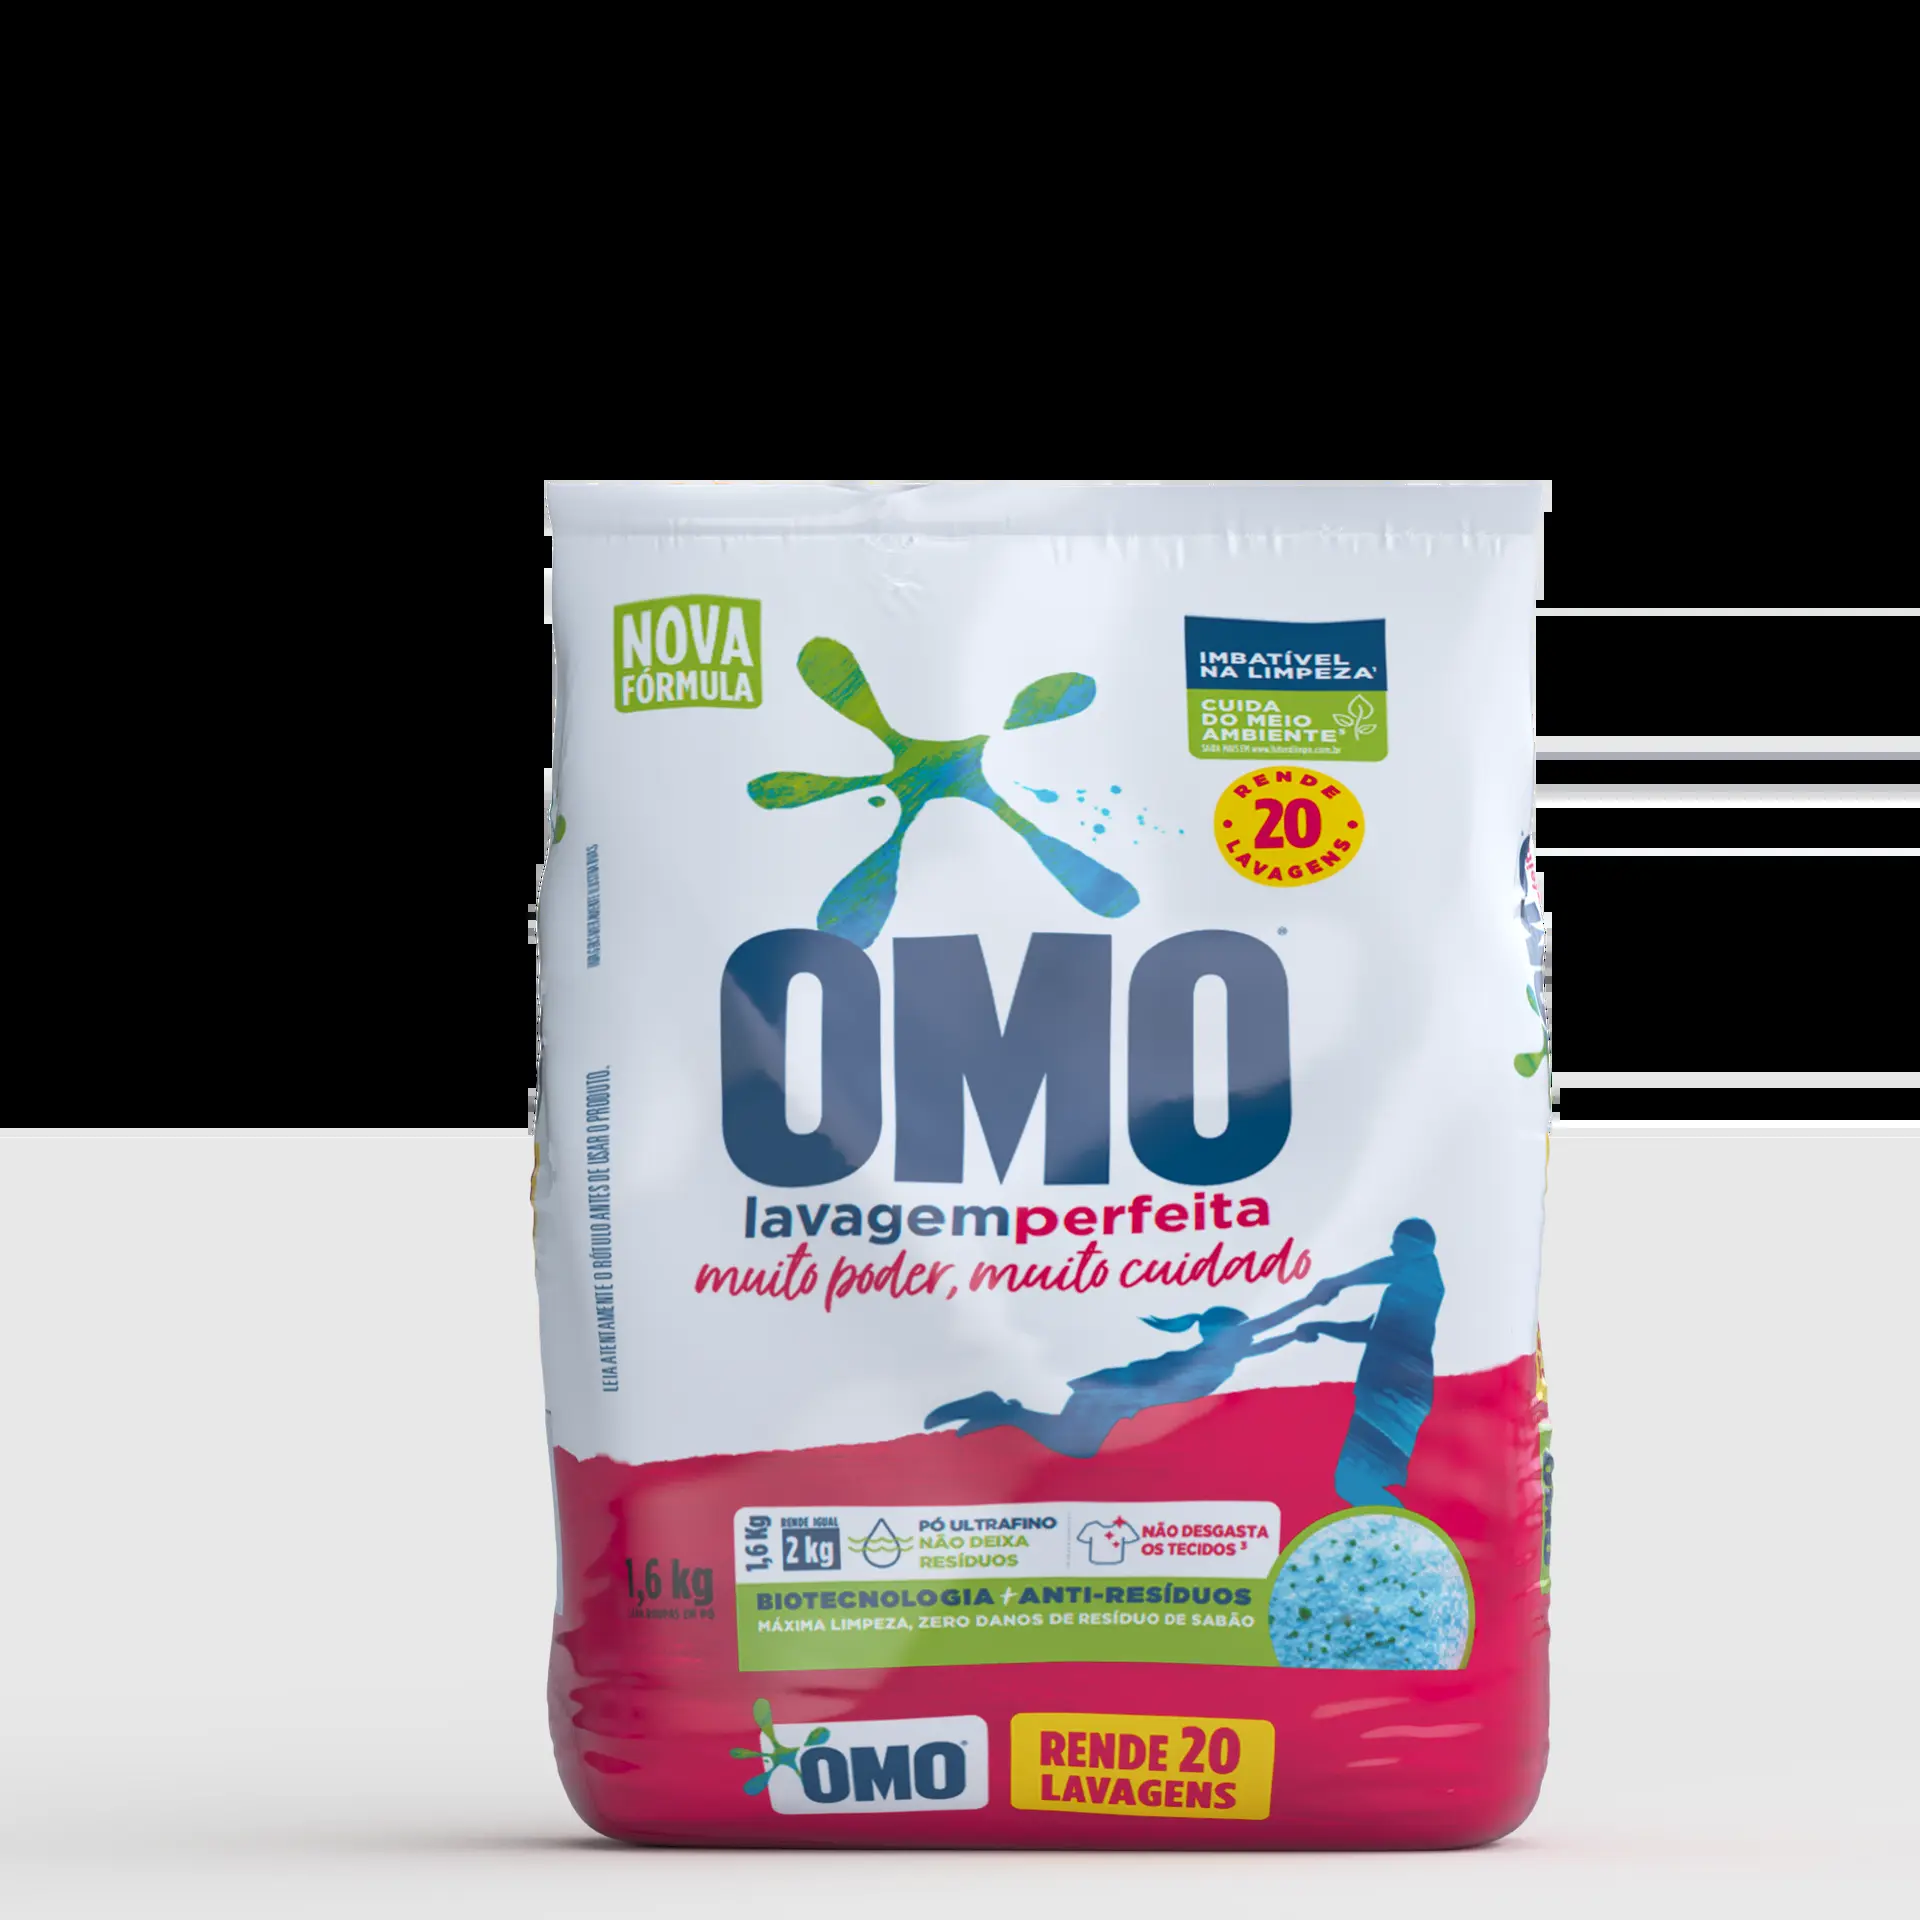 NOVA
FÓRMULA
IMBATÍVEL
NA LIMPEZA¹
CUIDA
DO MEIO
AMBIENTE⁵
RENDE
20
LAVAGENS
OMO®
lavagemperfeita
muito poder, muito cuidado
LEIA ATENTAMENTE O RÓTULO ANTES DE USAR O PRODUTO.
1,6 kg
1,6 Kg
RENDE IGUAL
2 kg
PÓ ULTRAFINO
NÃO DEIXA
RESÍDUOS
NÃO DESGASTA
OS TECIDOS ³
BIOTECNOLOGIA + ANTI-RESÍDUOS
MÁXIMA LIMPEZA, ZERO DANOS DE RESÍDUO DE SABÃO
OMO
RENDE 20
LAVAGENS